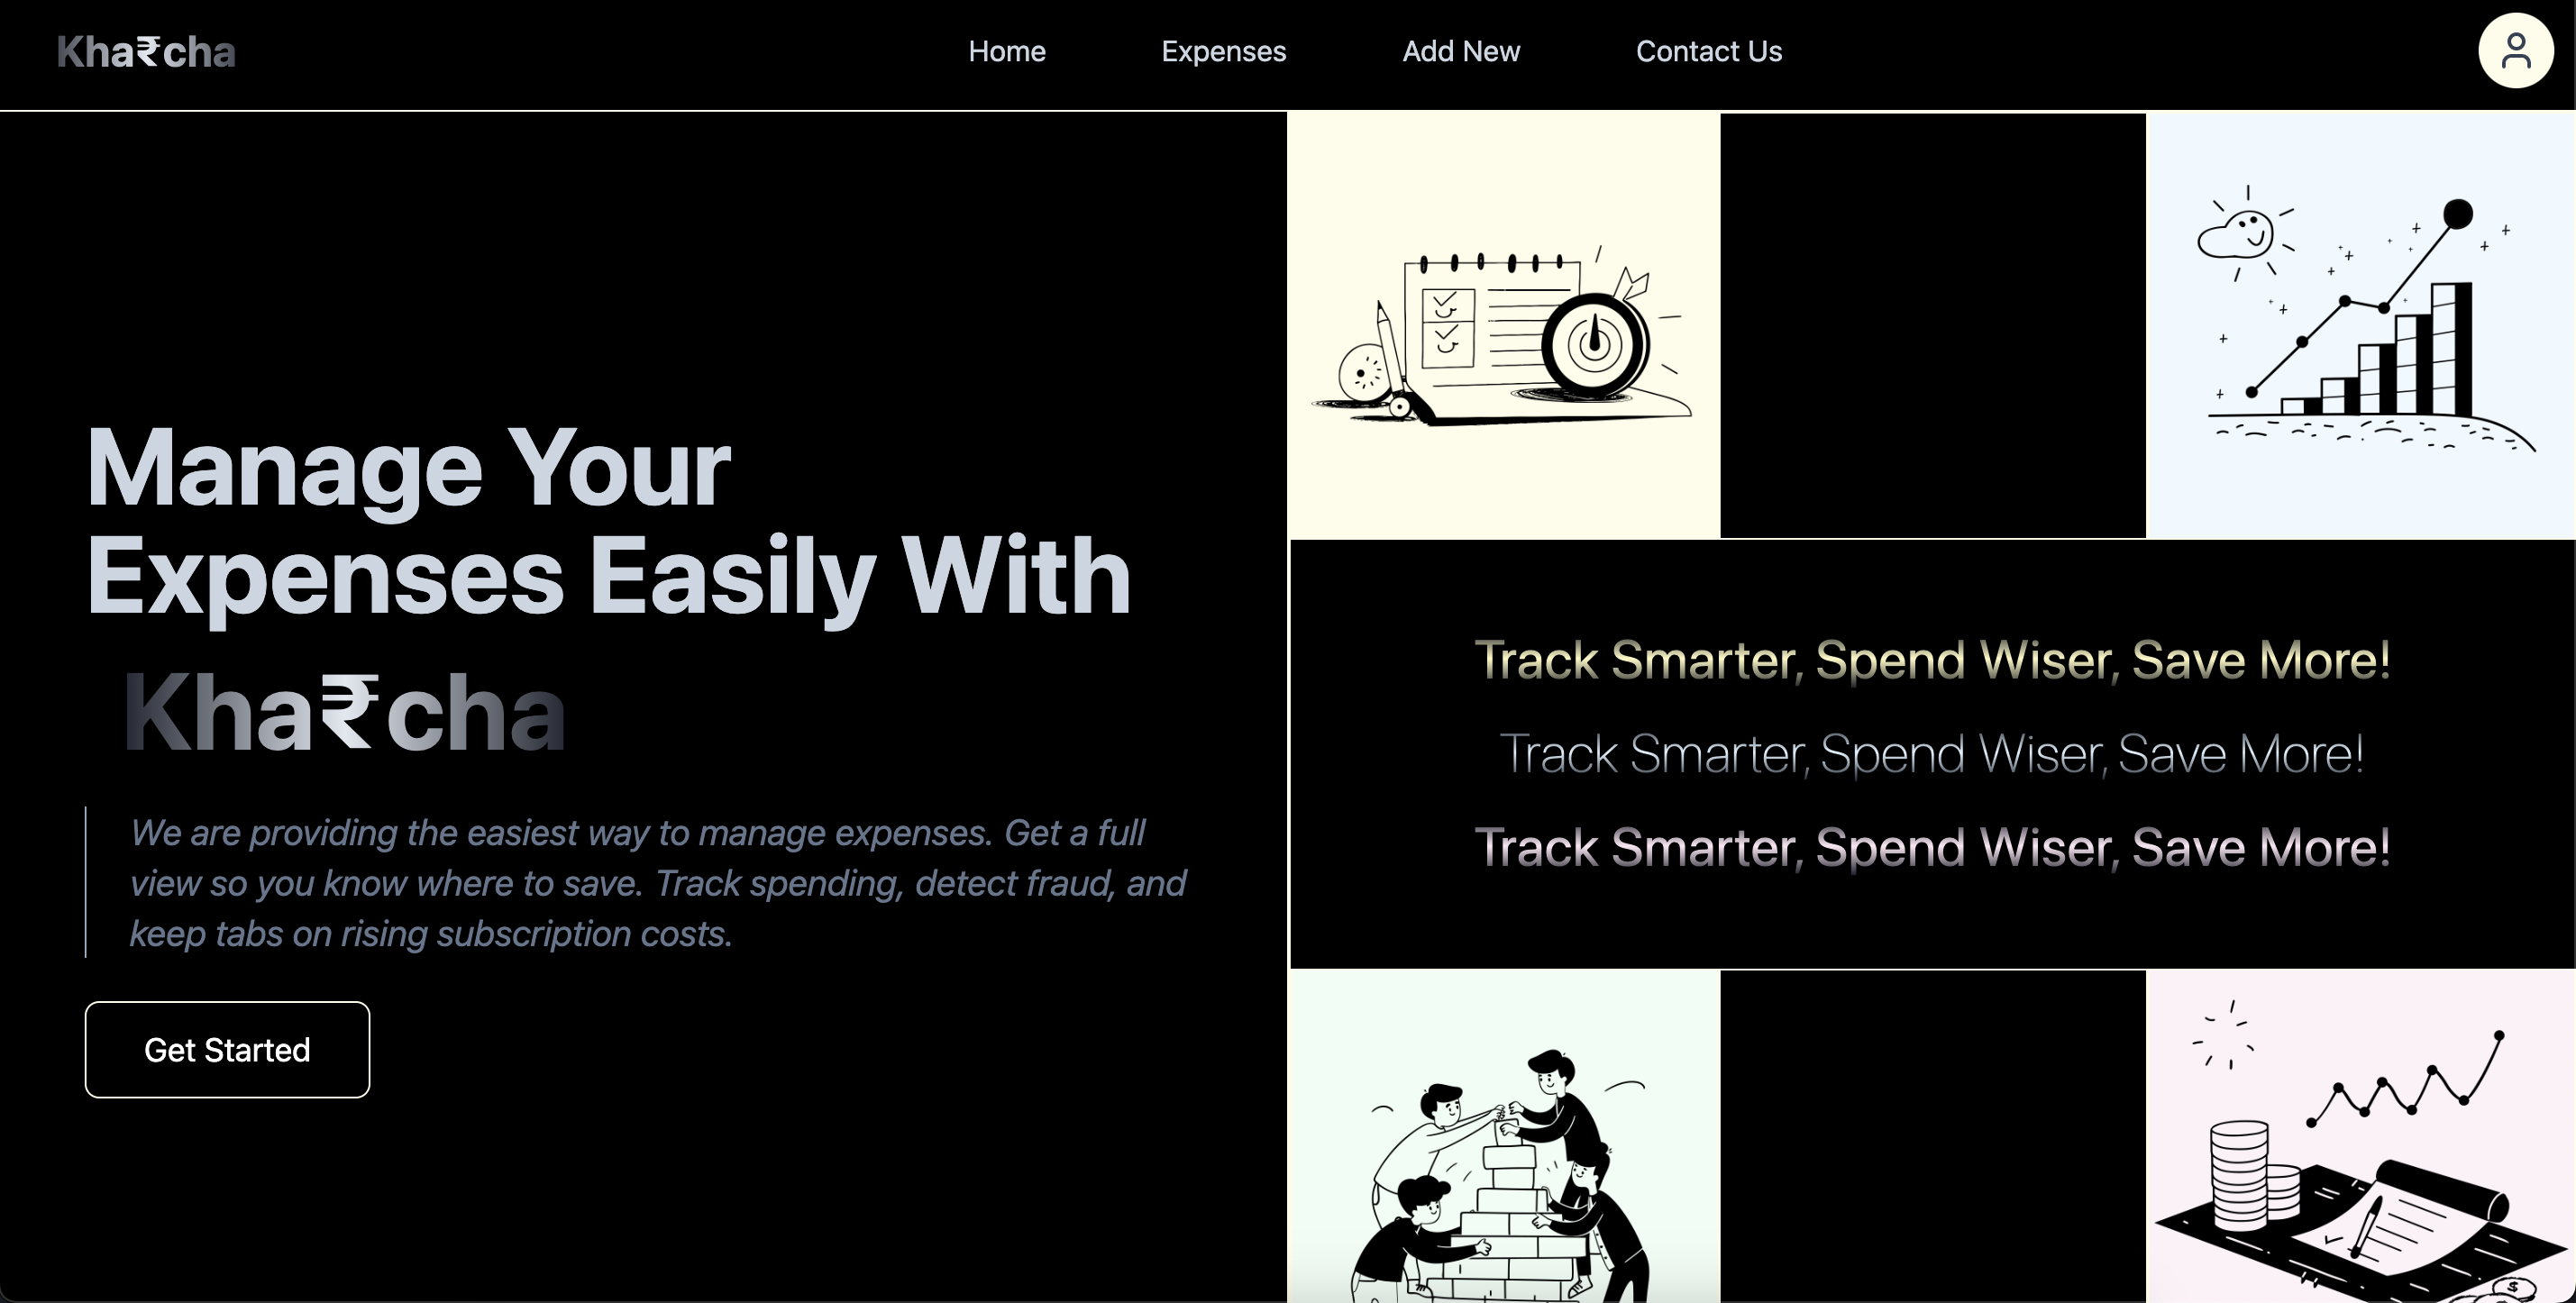 Kha₹cha
Home
Expenses
Add New
Contact Us
Manage Your
Expenses Easily With
Kha₹cha
We are providing the easiest way to manage expenses. Get a full
view so you know where to save. Track spending, detect fraud, and
keep tabs on rising subscription costs.
Get Started
Track Smarter, Spend Wiser, Save More!
Track Smarter, Spend Wiser, Save More!
Track Smarter, Spend Wiser, Save More!
$